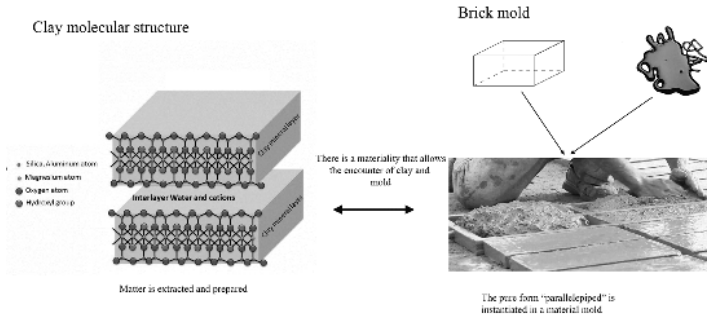 Clay molecular structure
Brick mold
Clay mineral layer
Silica, Aluminum atom
Magnesium atom
Oxygen atom
Hydroxyl group
Interlayer Water and cations
Clay mineral layer
There is a materiality that allows
the encounter of clay and
mold
Matter is extracted and prepared
The pure form "parallelepiped" is
instantiated in a material mold